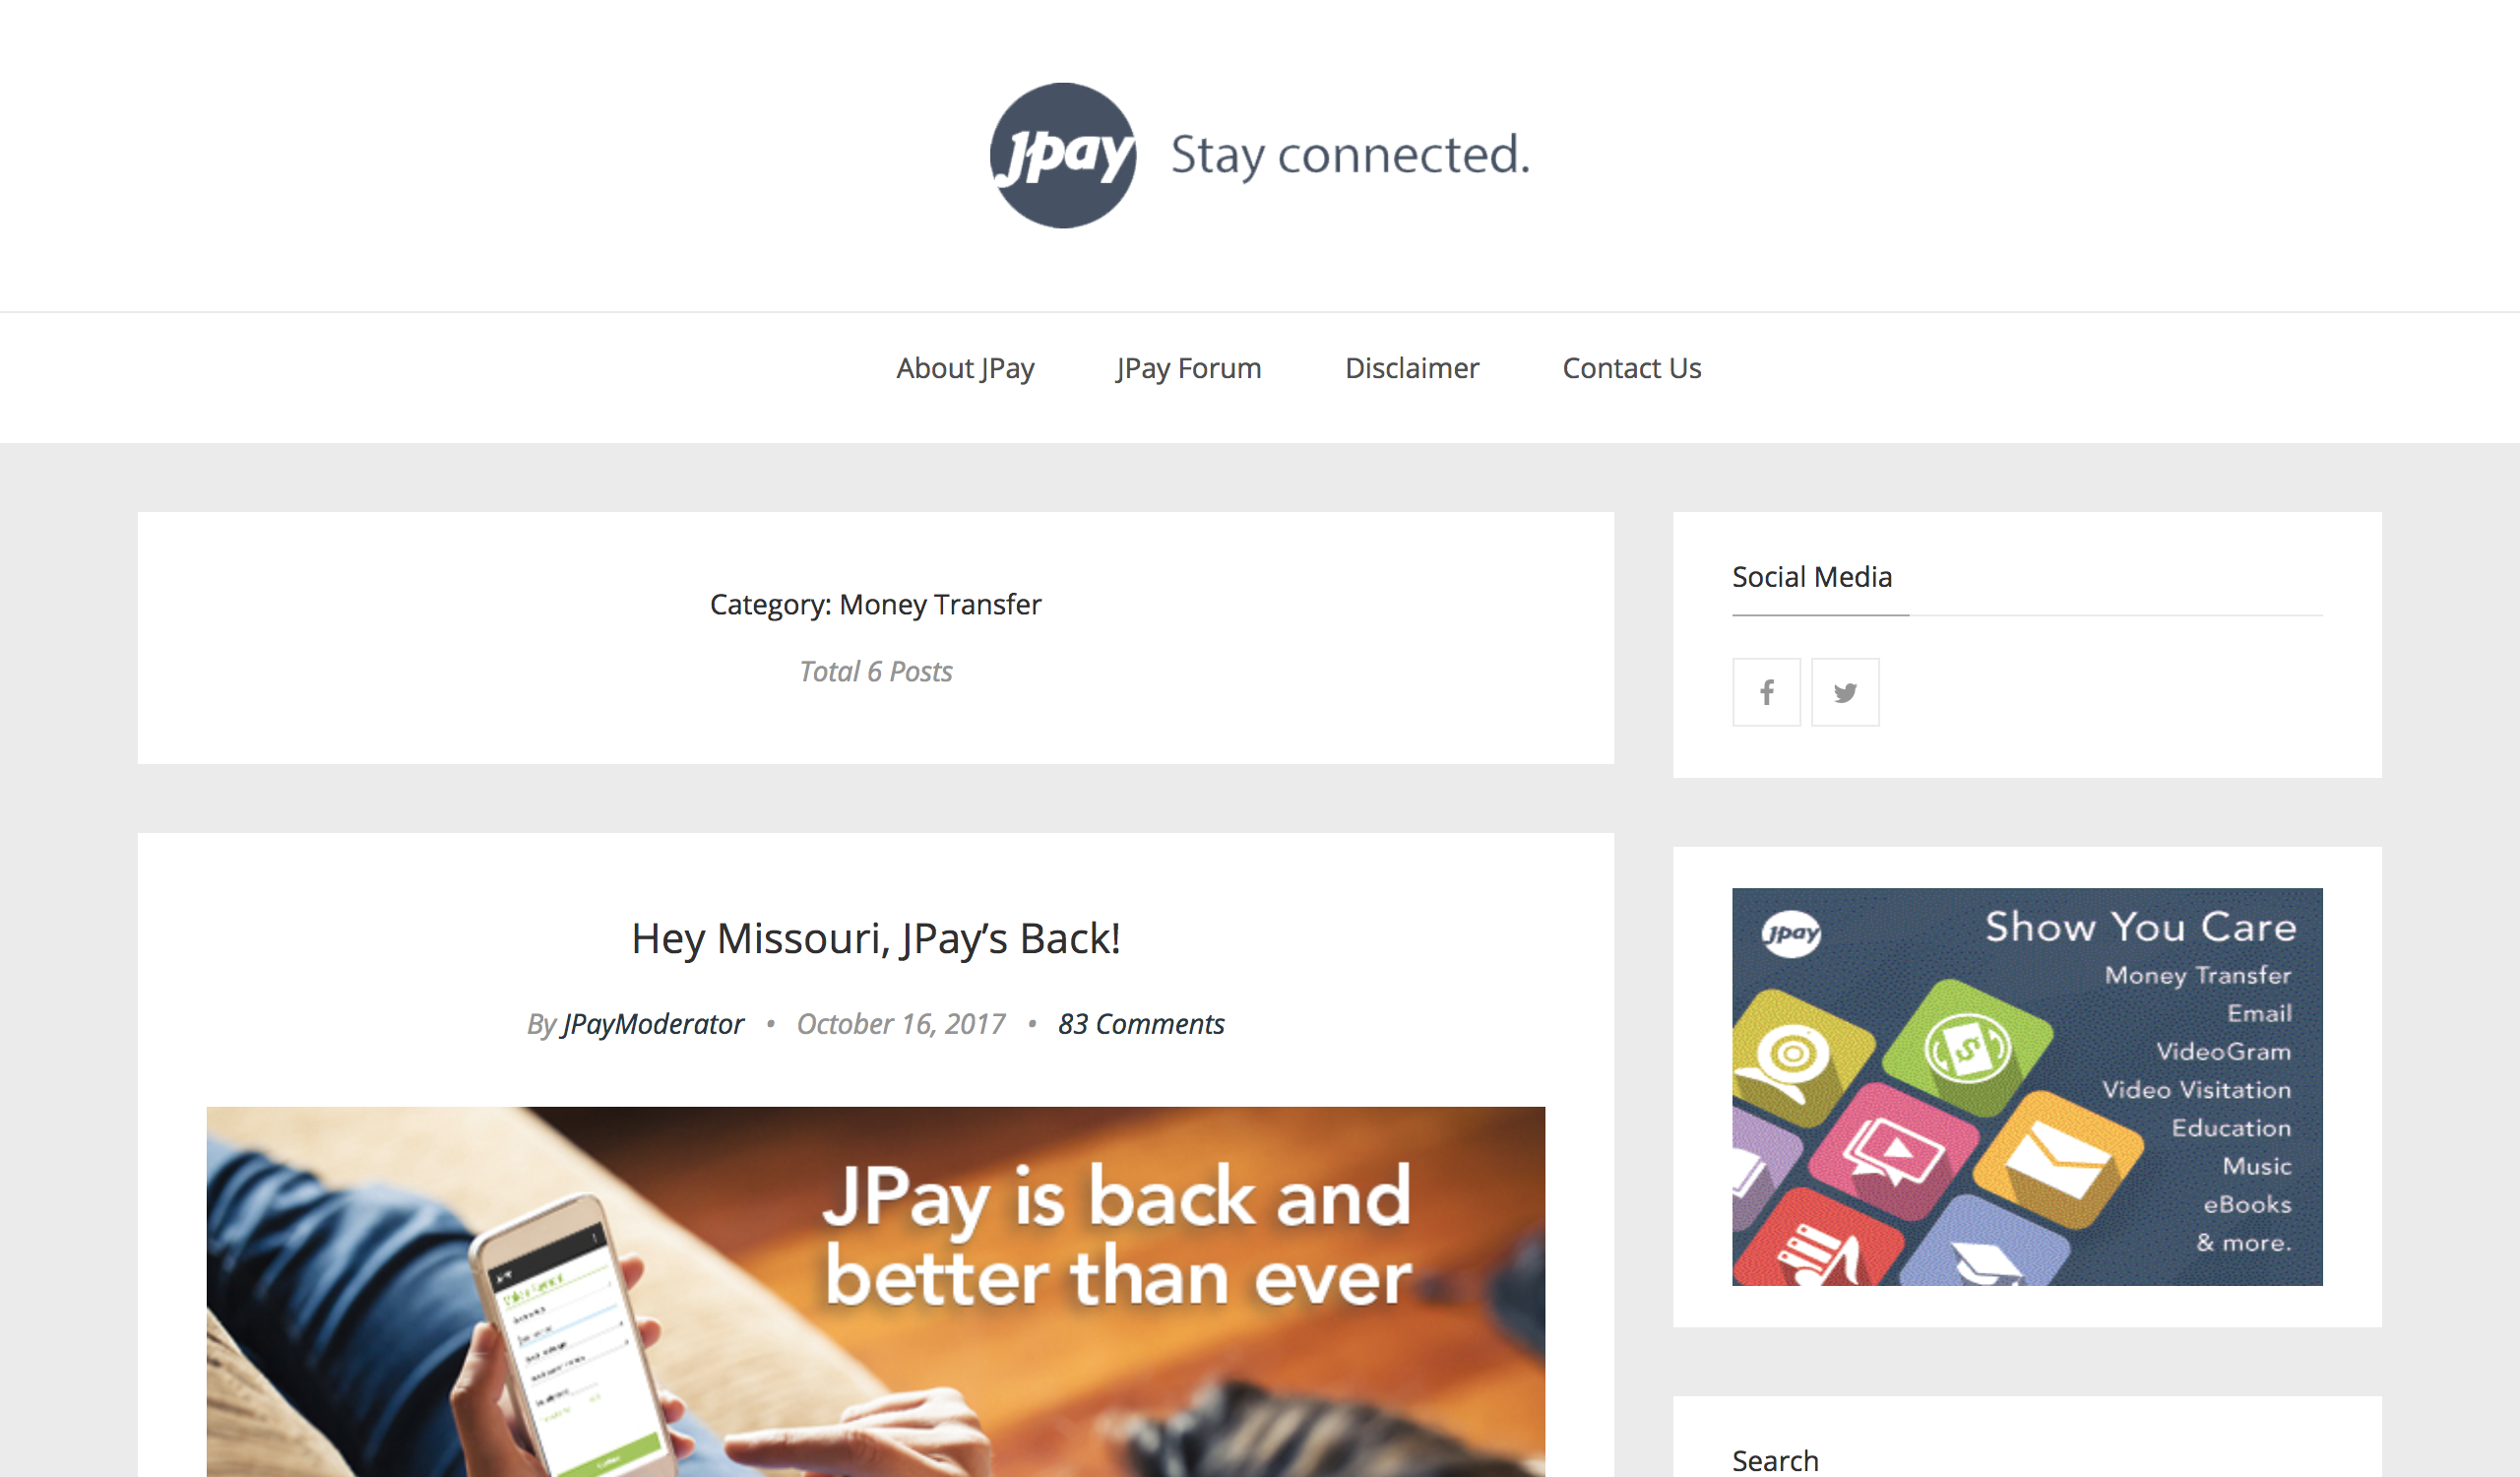 jpay Stay connected.
About JPay JPay Forum Disclaimer Contact Us
Category: Money Transfer
Total 6 Posts
Hey Missouri, JPay’s Back!
By JPayModerator • October 16, 2017 • 83 Comments
JPay is back and
better than ever
Social Media
jpay
Show You Care
Money Transfer
Email
VideoGram
Video Visitation
Education
Music
eBooks
& more.
Search